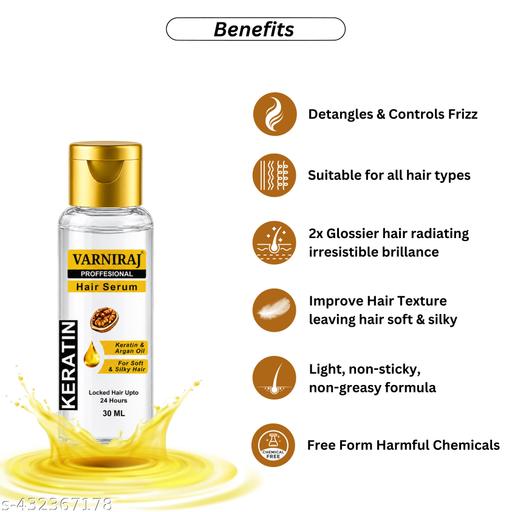 Benefits
Detangles & Controls Frizz
Suitable for all hair types
2x Glossier hair radiating
irresistible brillance
Improve Hair Texture
leaving hair soft & silky
Light, non-sticky,
non-greasy formula
CHEMICAL
FREE
Free Form Harmful Chemicals
VARNIRAJ
PROFFESIONAL
Hair Serum
KERATIN
Keratin &
Argan Oil
For Soft
& Silky Hair
Locked Hair Upto
24 Hours
30 ML
s-432367178